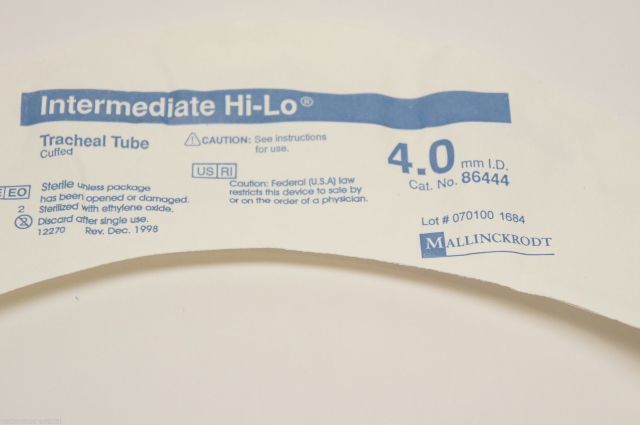 Intermediate Hi-Lo®
Tracheal Tube
Cuffed
⚠CAUTION: See instructions
for use.
US RI
Caution: Federal (U.S.A) law
restricts this device to sale by
or on the order of a physician.
4.0 mm I.D.
Cat. No. 86444
EO Sterile unless package
has been opened or damaged.
Sterilized with ethylene oxide.
2 Discard after single use.
12270 Rev. Dec. 1998
Lot # 070100 1684
MALLINCKRODT